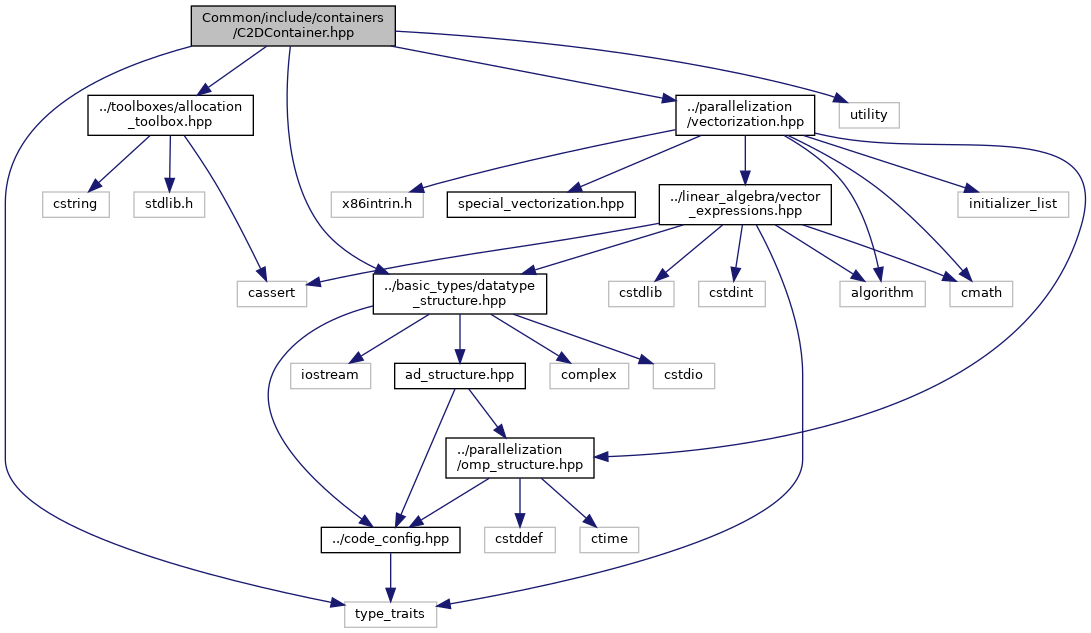 Common/include/containers
/C2DContainer.hpp
../toolboxes/allocation
_toolbox.hpp
../parallelization
/vectorization.hpp
utility
cstring
stdlib.h
x86intrin.h
special_vectorization.hpp
../linear_algebra/vector
_expressions.hpp
initializer_list
cassert
../basic_types/datatype
_structure.hpp
cstdlib
cstdint
algorithm
cmath
iostream
ad_structure.hpp
complex
cstdio
../parallelization
/omp_structure.hpp
../code_config.hpp
cstddef
ctime
type_traits